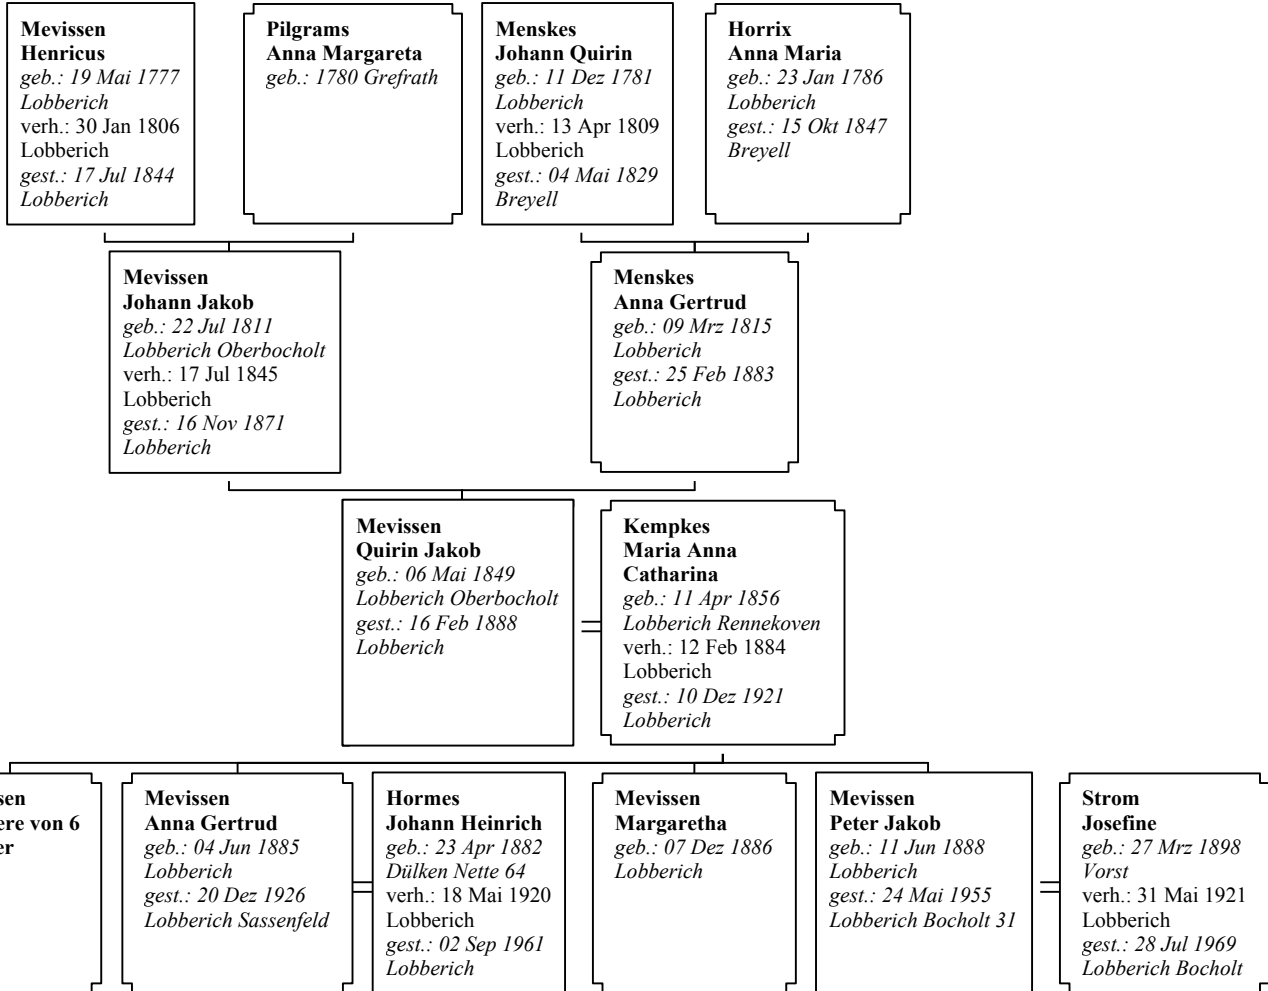 Mevissen
Henricus
geb.: 19 Mai 1777
Lobberich
verh.: 30 Jan 1806
Lobberich
gest.: 17 Jul 1844
Lobberich
Pilgrams
Anna Margareta
geb.: 1780 Grefrath
Menskes
Johann Quirin
geb.: 11 Dez 1781
Lobberich
verh.: 13 Apr 1809
Lobberich
gest.: 04 Mai 1829
Breyell
Horrix
Anna Maria
geb.: 23 Jan 1786
Lobberich
gest.: 15 Okt 1847
Breyell
Mevissen
Johann Jakob
geb.: 22 Jul 1811
Lobberich Oberbocholt
verh.: 17 Jul 1845
Lobberich
gest.: 16 Nov 1871
Lobberich
Menskes
Anna Gertrud
geb.: 09 Mrz 1815
Lobberich
gest.: 25 Feb 1883
Lobberich
Mevissen
Quirin Jakob
geb.: 06 Mai 1849
Lobberich Oberbocholt
gest.: 16 Feb 1888
Lobberich
Kempkes
Maria Anna
Catharina
geb.: 11 Apr 1856
Lobberich Rennekoven
verh.: 12 Feb 1884
Lobberich
gest.: 10 Dez 1921
Lobberich
sen
ere von 6
er
Mevissen
Anna Gertrud
geb.: 04 Jun 1885
Lobberich
gest.: 20 Dez 1926
Lobberich Sassenfeld
Hormes
Johann Heinrich
geb.: 23 Apr 1882
Dülken Nette 64
verh.: 18 Mai 1920
Lobberich
gest.: 02 Sep 1961
Lobberich
Mevissen
Margaretha
geb.: 07 Dez 1886
Lobberich
Mevissen
Peter Jakob
geb.: 11 Jun 1888
Lobberich
gest.: 24 Mai 1955
Lobberich Bocholt 31
Strom
Josefine
geb.: 27 Mrz 1898
Vorst
verh.: 31 Mai 1921
Lobberich
gest.: 28 Jul 1969
Lobberich Bocholt